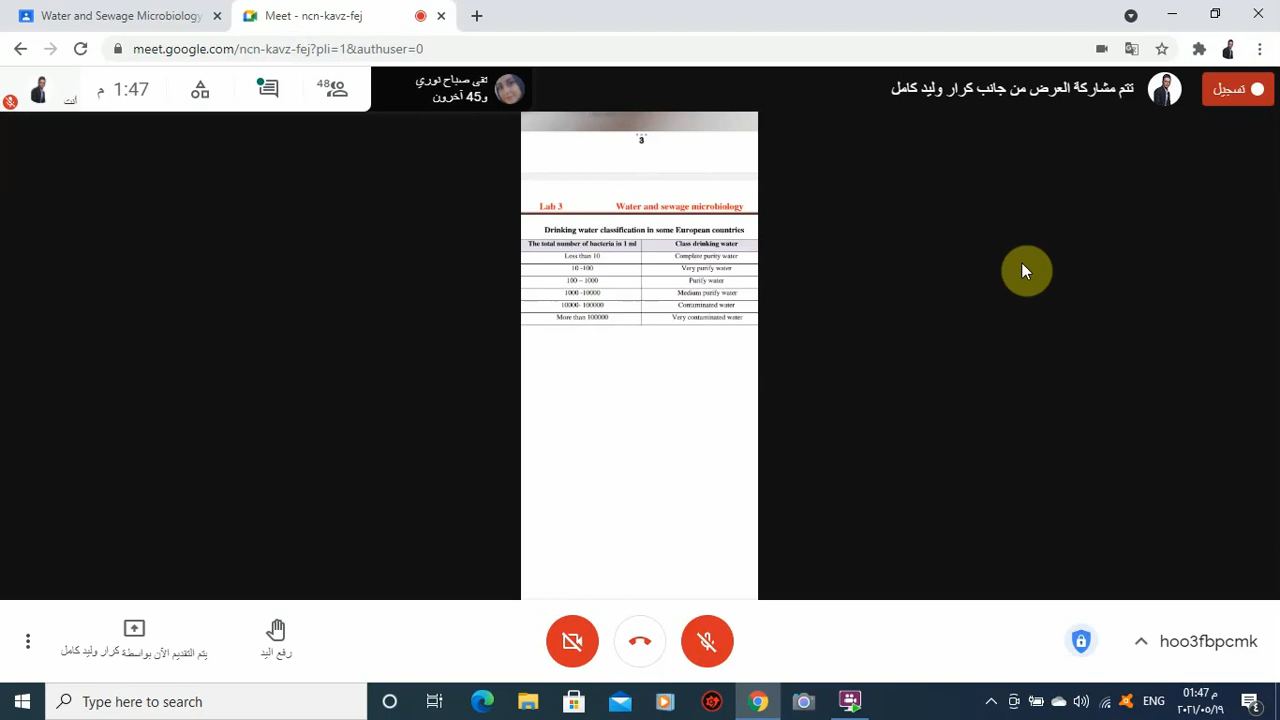 Water and Sewage Microbiology
Meet - ncn-kavz-fej
meet.google.com/ncn-kavz-fej?pli=1&authuser=0
1:47 م
48
تقى صباح نوري
و45 آخرون
تتم مشاركة العرض من جانب كرار وليد كامل
تسجيل
أنت
3
Lab 3 Water and sewage microbiology
Drinking water classification in some European countries
The total number of bacteria in 1 ml Class drinking water
Less than 10 Complete purity water
10 -100 Very purify water
100 – 1000 Purify water
1000 -10000 Medium purify water
10000- 100000 Contaminated water
More than 100000 Very contaminated water
يتم التقديم الآن بواسطة كرار وليد كامل
رفع اليد
hoo3fbpcmk
Type here to search
ENG
01:47 م
٢٠٢١/٠٥/١٩